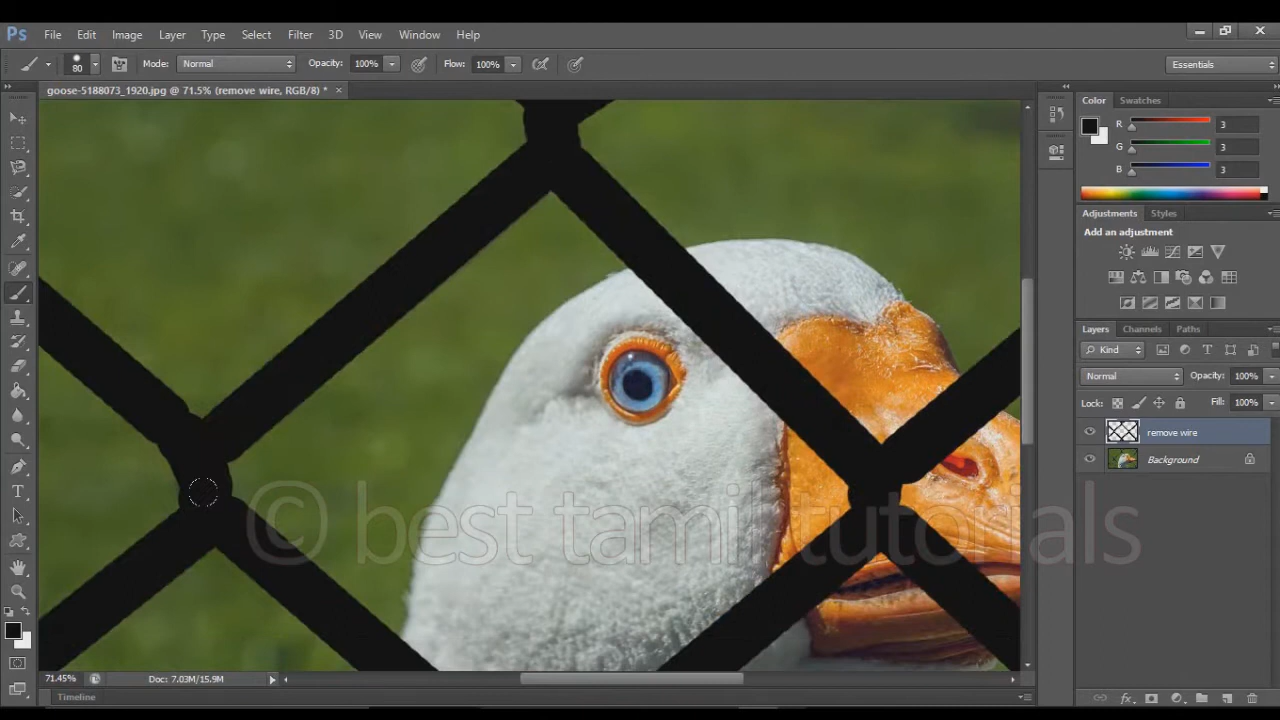 Ps File Edit Image Layer Type Select Filter 3D View Window Help
80 Mode: Normal Opacity: 100% Flow: 100% Essentials
goose-5188073_1920.jpg @ 71.5% (remove wire, RGB/8) * ×
Color Swatches
R 3
G 3
B 3
Adjustments Styles
Add an adjustment
Layers Channels Paths
Kind
Normal Opacity: 100%
Lock: Fill: 100%
remove wire
Background
© best tamil tutorials
71.45% Doc: 7.03M/15.9M
Timeline